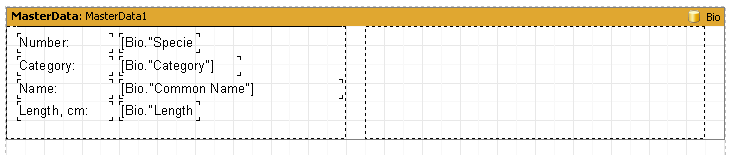 MasterData: MasterData1 Bio
Number: [Bio."Specie
Category: [Bio."Category"]
Name: [Bio."Common Name"]
Length, cm: [Bio."Length